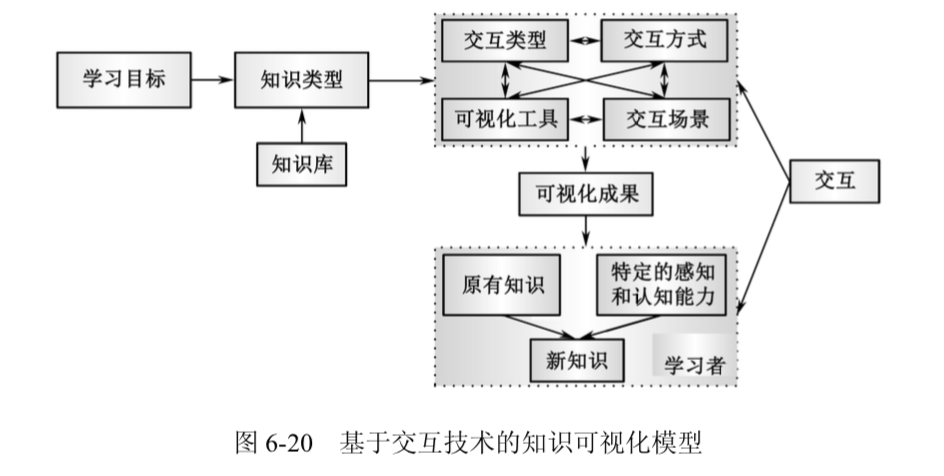 学习目标
知识类型
知识库
交互类型
交互方式
可视化工具
交互场景
可视化成果
交互
原有知识
特定的感知
和认知能力
新知识
学习者
图 6-20 基于交互技术的知识可视化模型